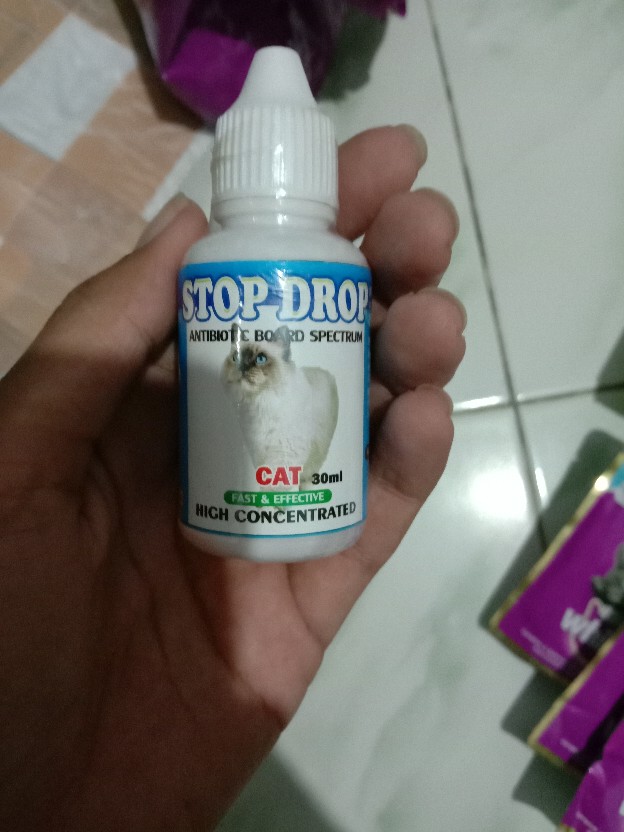 STOP DROP
ANTIBIOTIC BOARD SPECTRUM
CAT 30ml
FAST & EFFECTIVE
HIGH CONCENTRATED